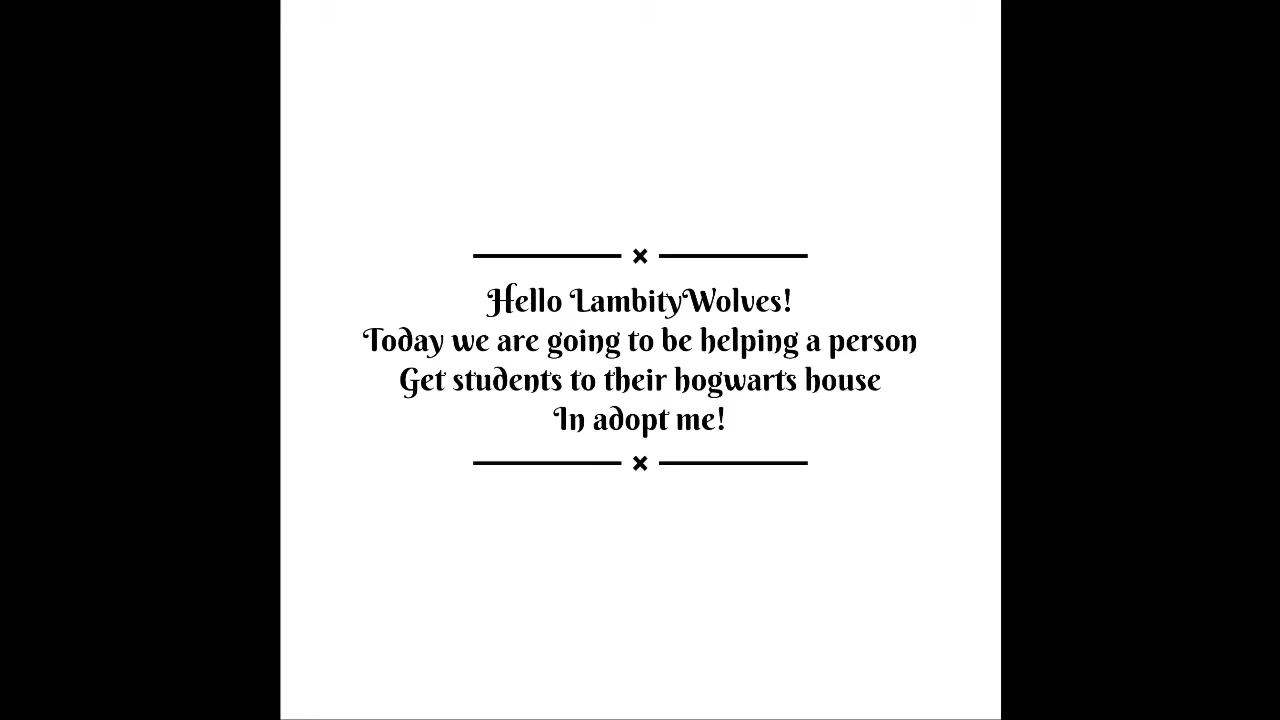 Hello LambityWolves!
Today we are going to be helping a person
Get students to their hogwarts house
In adopt me!